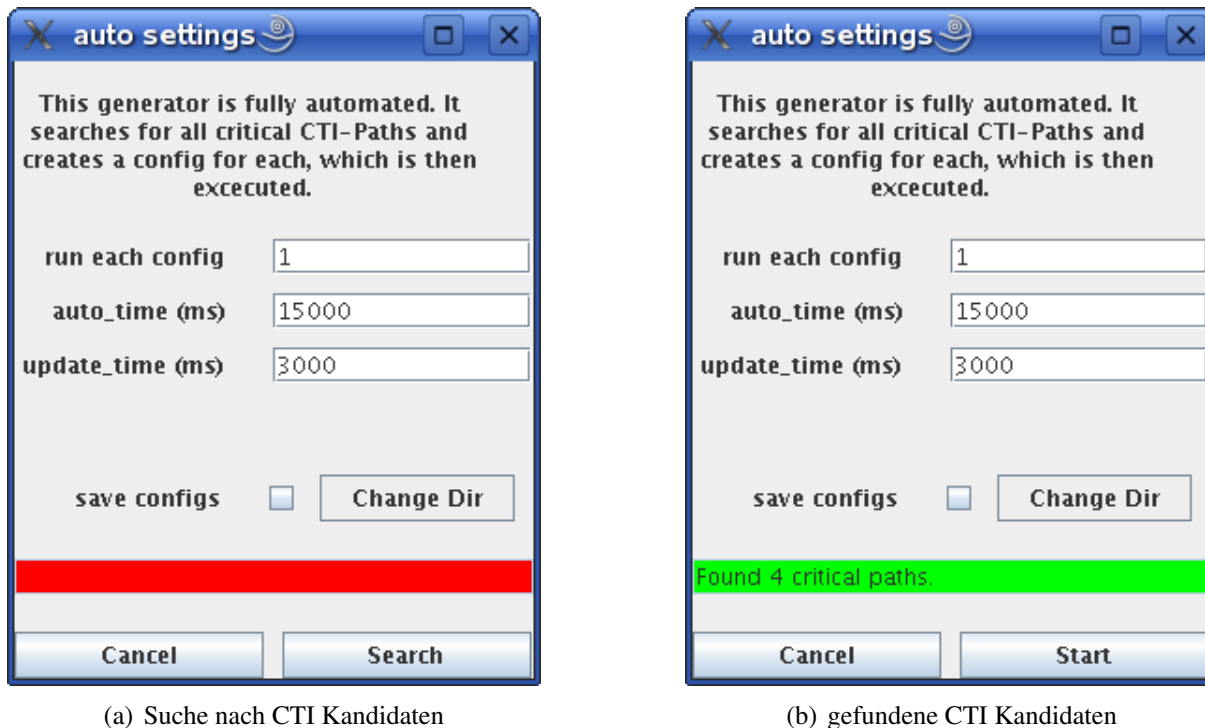 auto settings
This generator is fully automated. It
searches for all critical CTI-Paths and
creates a config for each, which is then
excecuted.
run each config 1
auto_time (ms) 15000
update_time (ms) 3000
save configs Change Dir
Cancel Search
(a) Suche nach CTI Kandidaten
auto settings
This generator is fully automated. It
searches for all critical CTI-Paths and
creates a config for each, which is then
excecuted.
run each config 1
auto_time (ms) 15000
update_time (ms) 3000
save configs Change Dir
Found 4 critical paths.
Cancel Start
(b) gefundene CTI Kandidaten